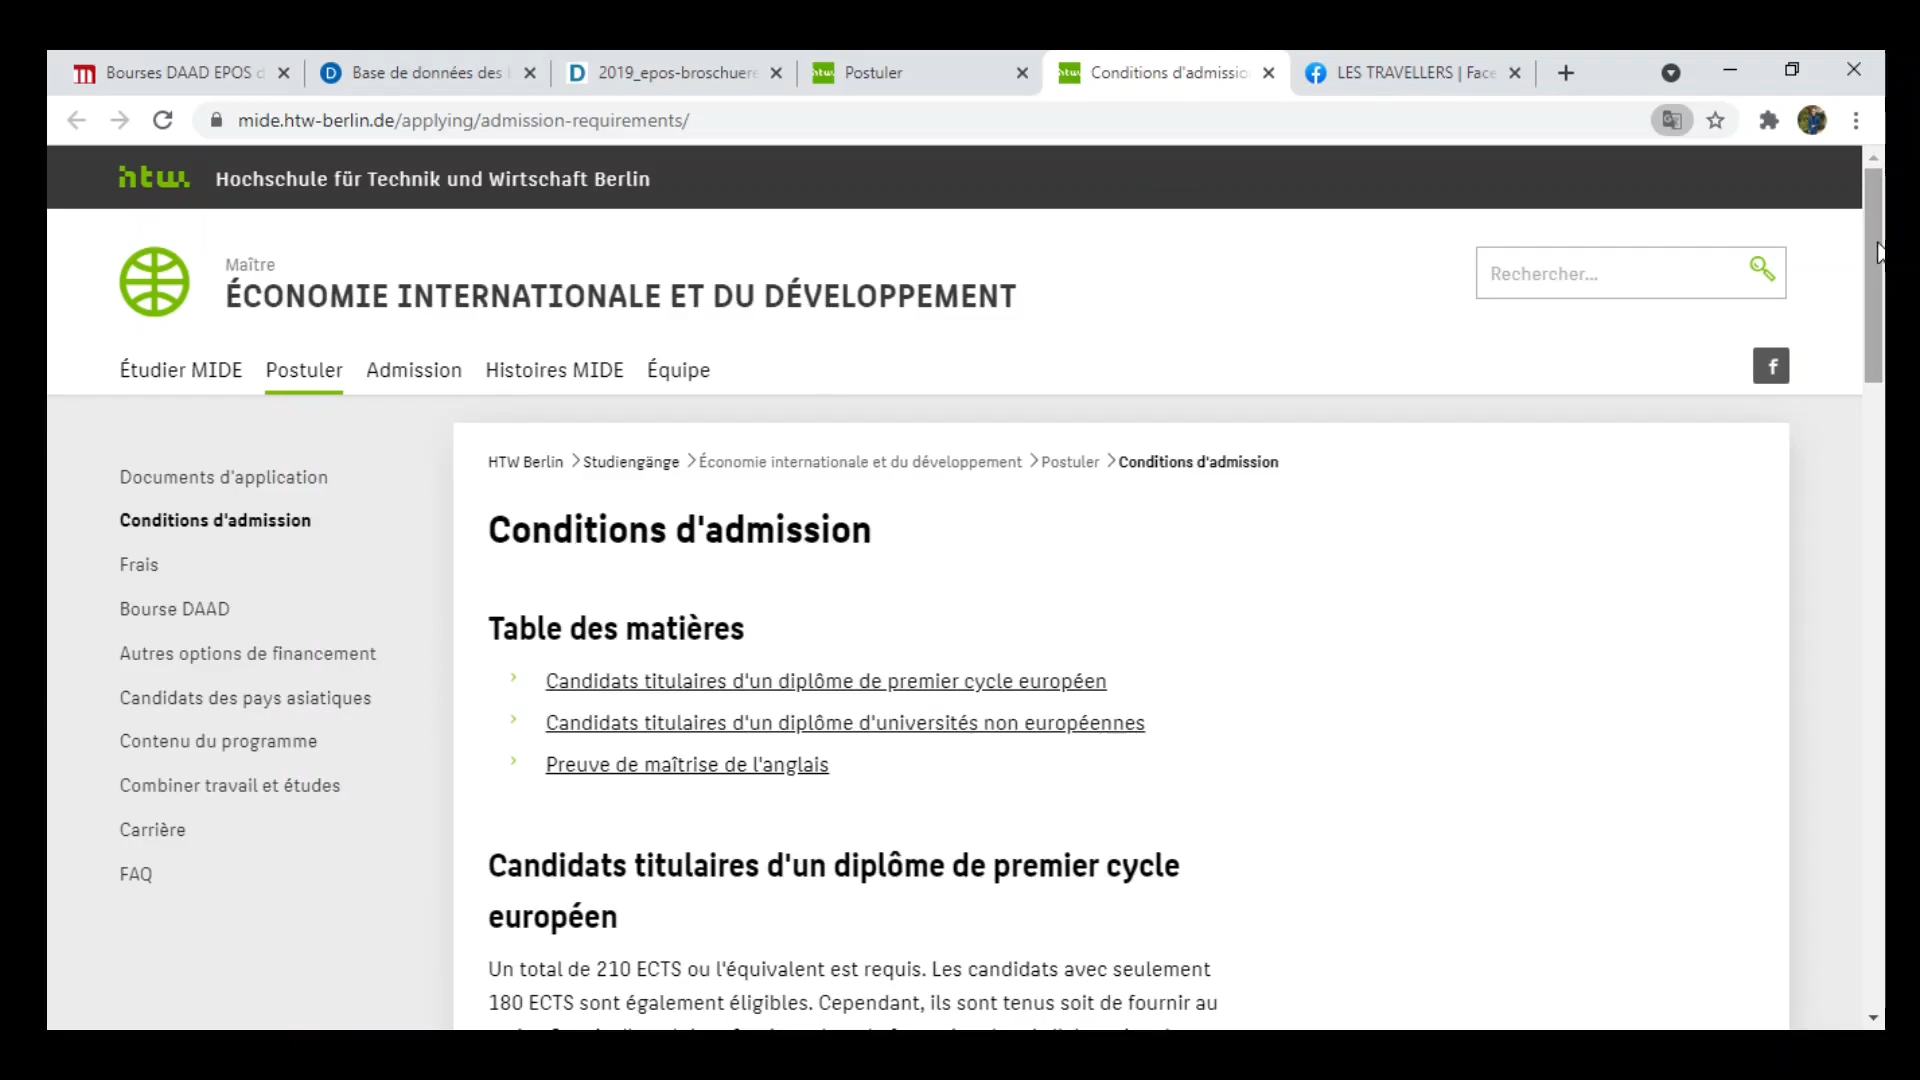 Bourses DAAD EPOS d
Base de données des
2019_epos-broschuere
Postuler
Conditions d'admissio
LES TRAVELLERS | Face
mide.htw-berlin.de/applying/admission-requirements/
htw. Hochschule für Technik und Wirtschaft Berlin
Maître
ÉCONOMIE INTERNATIONALE ET DU DÉVELOPPEMENT
Rechercher...
Étudier MIDE Postuler Admission Histoires MIDE Équipe
Documents d'application
Conditions d'admission
Frais
Bourse DAAD
Autres options de financement
Candidats des pays asiatiques
Contenu du programme
Combiner travail et études
Carrière
FAQ
HTW Berlin > Studiengänge > Économie internationale et du développement > Postuler > Conditions d'admission
Conditions d'admission
Table des matières
Candidats titulaires d'un diplôme de premier cycle européen
Candidats titulaires d'un diplôme d'universités non européennes
Preuve de maîtrise de l'anglais
Candidats titulaires d'un diplôme de premier cycle
européen
Un total de 210 ECTS ou l'équivalent est requis. Les candidats avec seulement
180 ECTS sont également éligibles. Cependant, ils sont tenus soit de fournir au